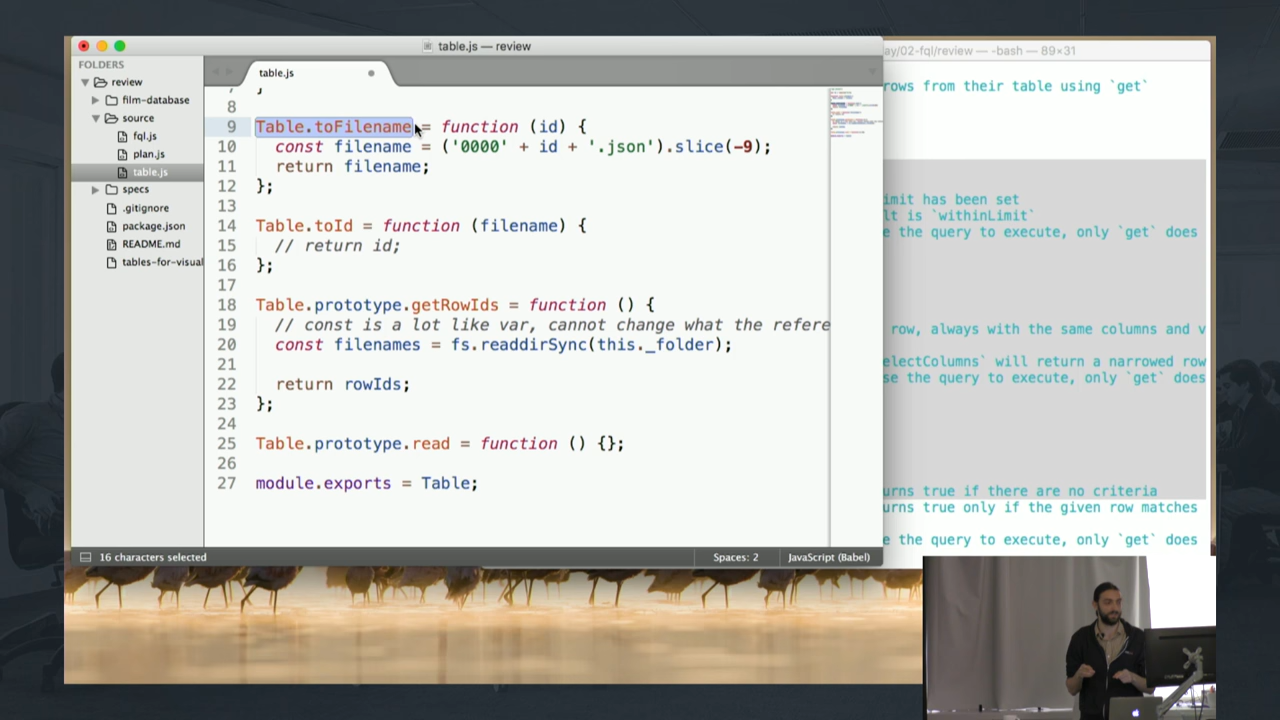 table.js — review
ay/02-fql/review — -bash — 89×31
FOLDERS
review
film-database
source
fql.js
plan.js
table.js
specs
.gitignore
package.json
README.md
tables-for-visual
table.js
7 }
8
9 Table.toFilename = function (id) {
10 const filename = ('0000' + id + '.json').slice(-9);
11 return filename;
12 };
13
14 Table.toId = function (filename) {
15 // return id;
16 };
17
18 Table.prototype.getRowIds = function () {
19 // const is a lot like var, cannot change what the refere
20 const filenames = fs.readdirSync(this._folder);
21
22 return rowIds;
23 };
24
25 Table.prototype.read = function () {};
26
27 module.exports = Table;
16 characters selected
Spaces: 2
JavaScript (Babel)
rows from their table using `get`
imit has been set
lt is `withinLimit`
e the query to execute, only `get` does
row, always with the same columns and v
electColumns` will return a narrowed row
se the query to execute, only `get` does
urns true if there are no criteria
urns true only if the given row matches
e the query to execute, only `get` does